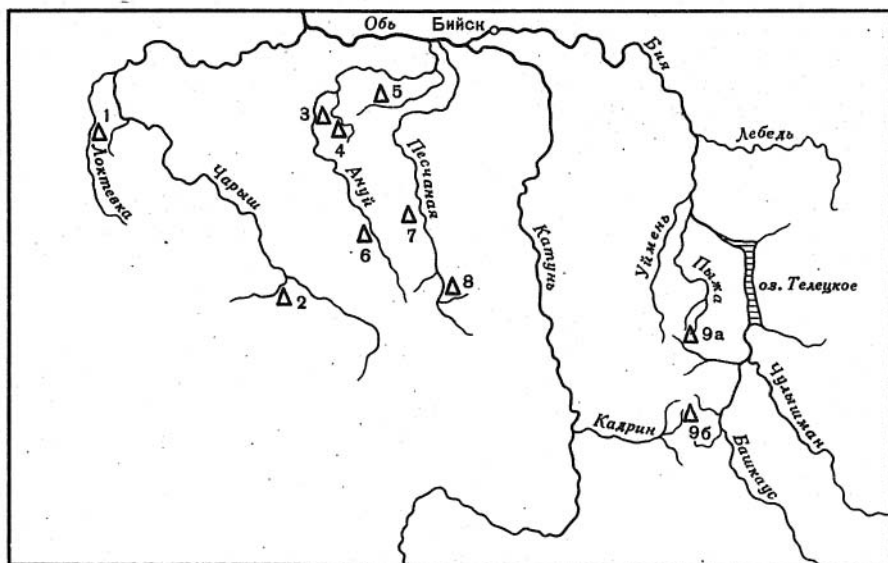 Обь
Бийск
Бия
Лебедь
1
3
4
5
Локтевка
Чарыш
Ануй
Песчаная
7
6
Катунь
Уймень
Пыжа
оз. Телецкое
8
2
9а
Чулышман
Кадрин
9б
Башкаус